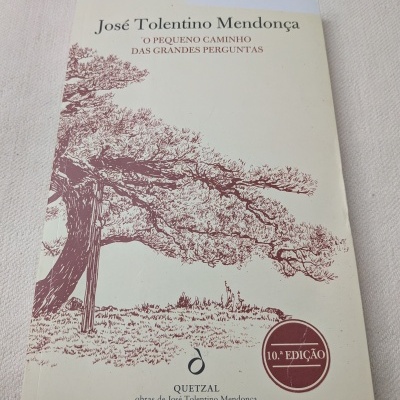 José Tolentino Mendonça
O PEQUENO CAMINHO
DAS GRANDES PERGUNTAS
10.ª EDIÇÃO
QUETZAL
obras de José Tolentino Mendonça